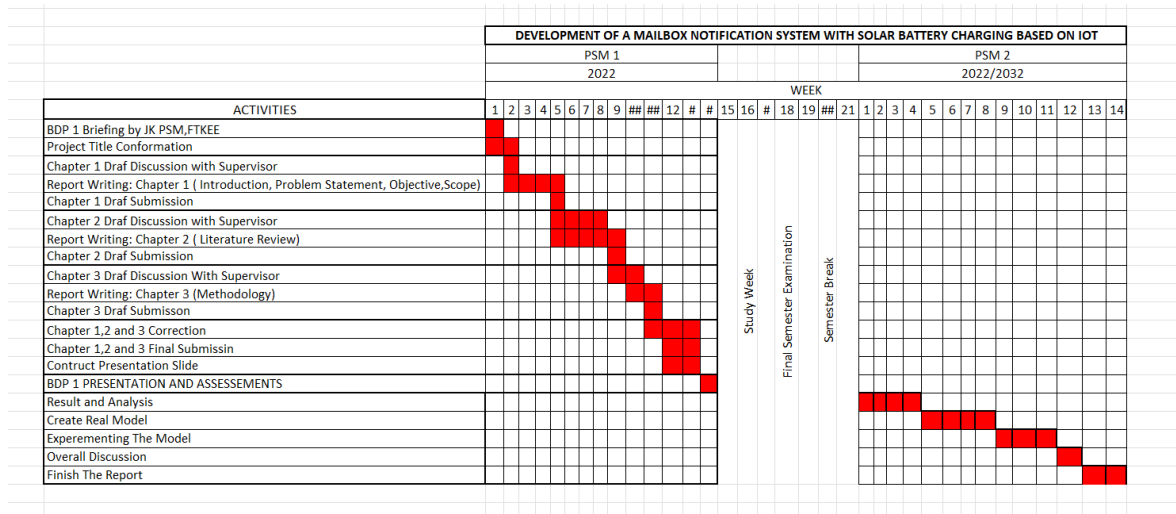 DEVELOPMENT OF A MAILBOX NOTIFICATION SYSTEM WITH SOLAR BATTERY CHARGING BASED ON IOT
PSM 1 PSM 2
2022 2022/2032
WEEK
ACTIVITIES 1 2 3 4 5 6 7 8 9 ## ## 12 # # 15 16 # 18 19 ## 21 1 2 3 4 5 6 7 8 9 10 11 12 13 14
BDP 1 Briefing by JK PSM,FTKEE
Project Title Conformation
Chapter 1 Draf Discussion with Supervisor
Report Writing: Chapter 1 ( Introduction, Problem Statement, Objective,Scope)
Chapter 1 Draf Submission
Chapter 2 Draf Discussion with Supervisor
Report Writing: Chapter 2 ( Literature Review)
Chapter 2 Draf Submission
Chapter 3 Draf Discussion With Supervisor
Report Writing: Chapter 3 (Methodology)
Chapter 3 Draf Submisson
Chapter 1,2 and 3 Correction
Chapter 1,2 and 3 Final Submissin
Contruct Presentation Slide
BDP 1 PRESENTATION AND ASSESSEMENTS
Result and Analysis
Create Real Model
Experementing The Model
Overall Discussion
Finish The Report
Study Week
Final Semester Examination
Semester Break